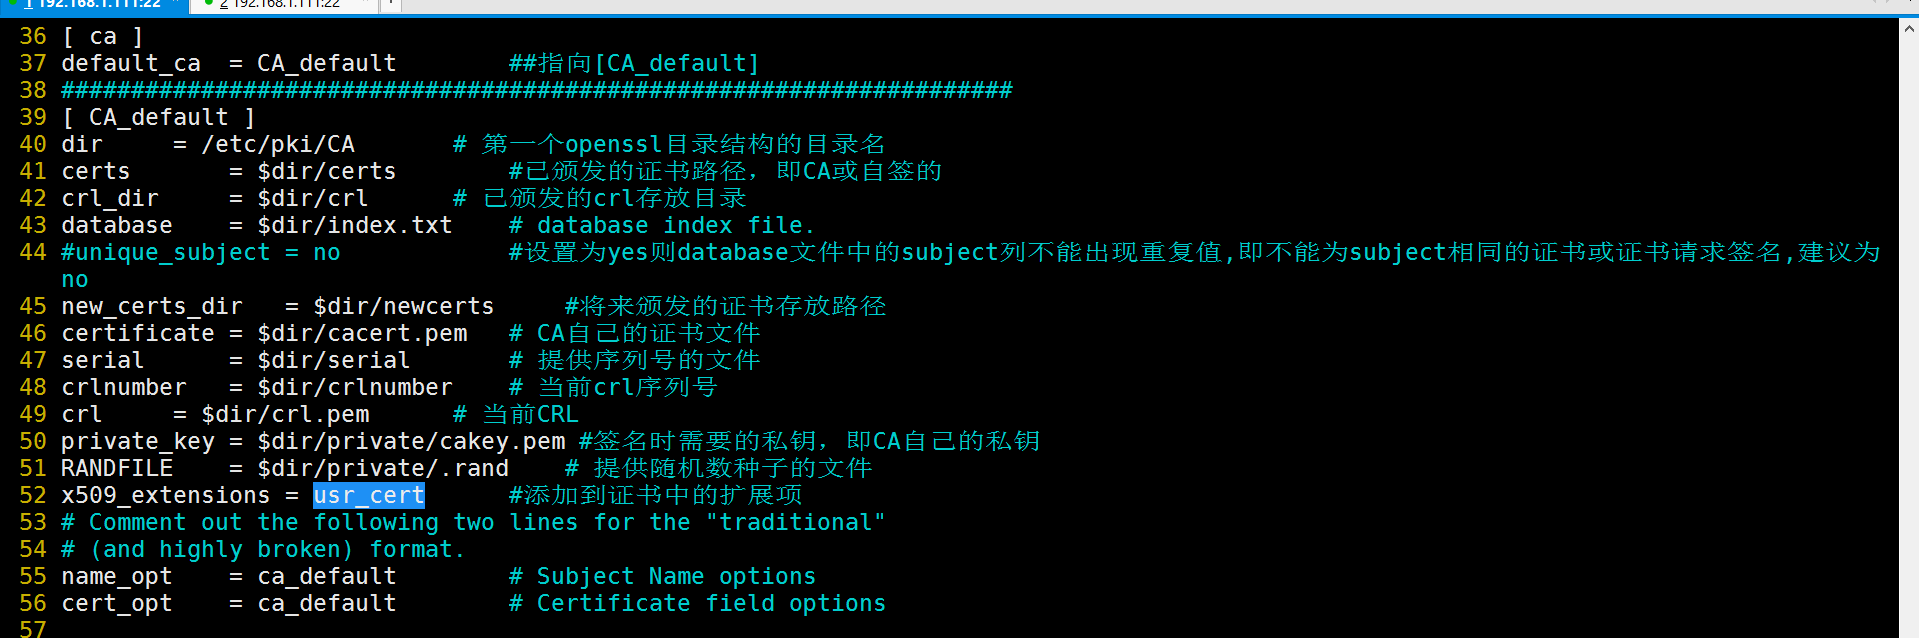 1 192.168.1.111:22 2 192.168.1.111:22 +
36 [ ca ]
37 default_ca = CA_default ##指向[CA_default]
38 ####################################################################
39 [ CA_default ]
40 dir = /etc/pki/CA # 第一个openssl目录结构的目录名
41 certs = $dir/certs #已颁发的证书路径，即CA或自签的
42 crl_dir = $dir/crl # 已颁发的crl存放目录
43 database = $dir/index.txt # database index file.
44 #unique_subject = no #设置为yes则database文件中的subject列不能出现重复值,即不能为subject相同的证书或证书请求签名,建议为
no
45 new_certs_dir = $dir/newcerts #将来颁发的证书存放路径
46 certificate = $dir/cacert.pem # CA自己的证书文件
47 serial = $dir/serial # 提供序列号的文件
48 crlnumber = $dir/crlnumber # 当前crl序列号
49 crl = $dir/crl.pem # 当前CRL
50 private_key = $dir/private/cakey.pem #签名时需要的私钥，即CA自己的私钥
51 RANDFILE = $dir/private/.rand # 提供随机数种子的文件
52 x509_extensions = usr_cert #添加到证书中的扩展项
53 # Comment out the following two lines for the "traditional"
54 # (and highly broken) format.
55 name_opt = ca_default # Subject Name options
56 cert_opt = ca_default # Certificate field options
57